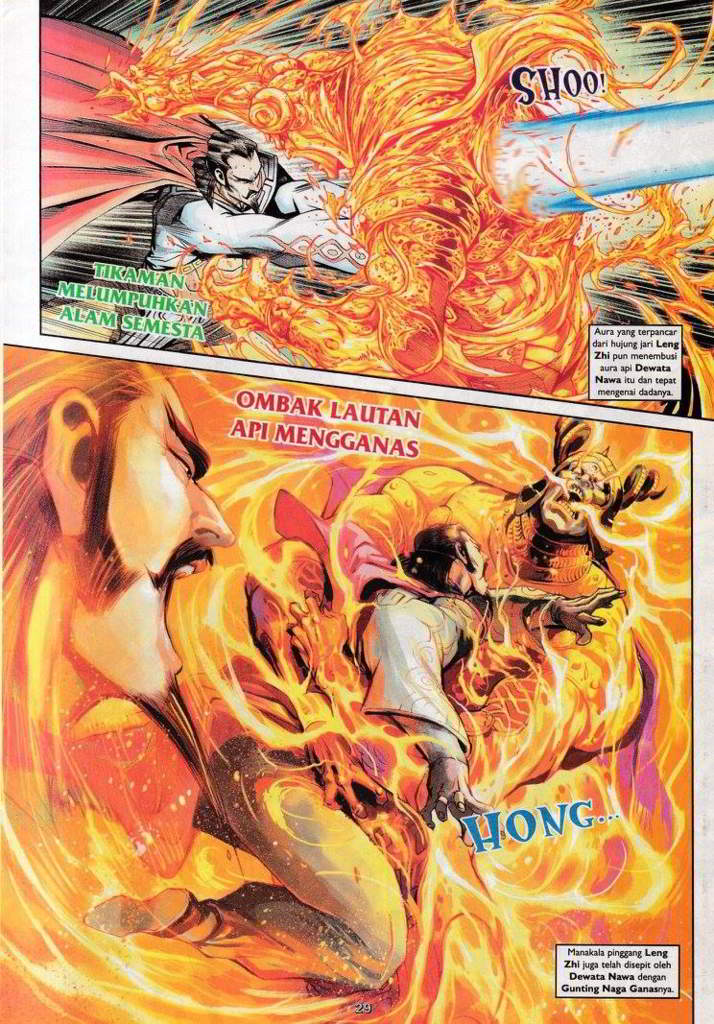 SHOO!
TIKAMAN
MELUMPUHKAN
ALAM SEMESTA
Aura yang terpancar
dari hujung jari Leng
Zhi pun menembusi
aura api Dewata
Nawa itu dan tepat
mengenai dadanya.
OMBAK LAUTAN
API MENGGANAS
HONG...
Manakala pinggang Leng
Zhi juga telah disepit oleh
Dewata Nawa dengan
Gunting Naga Ganasnya.
29